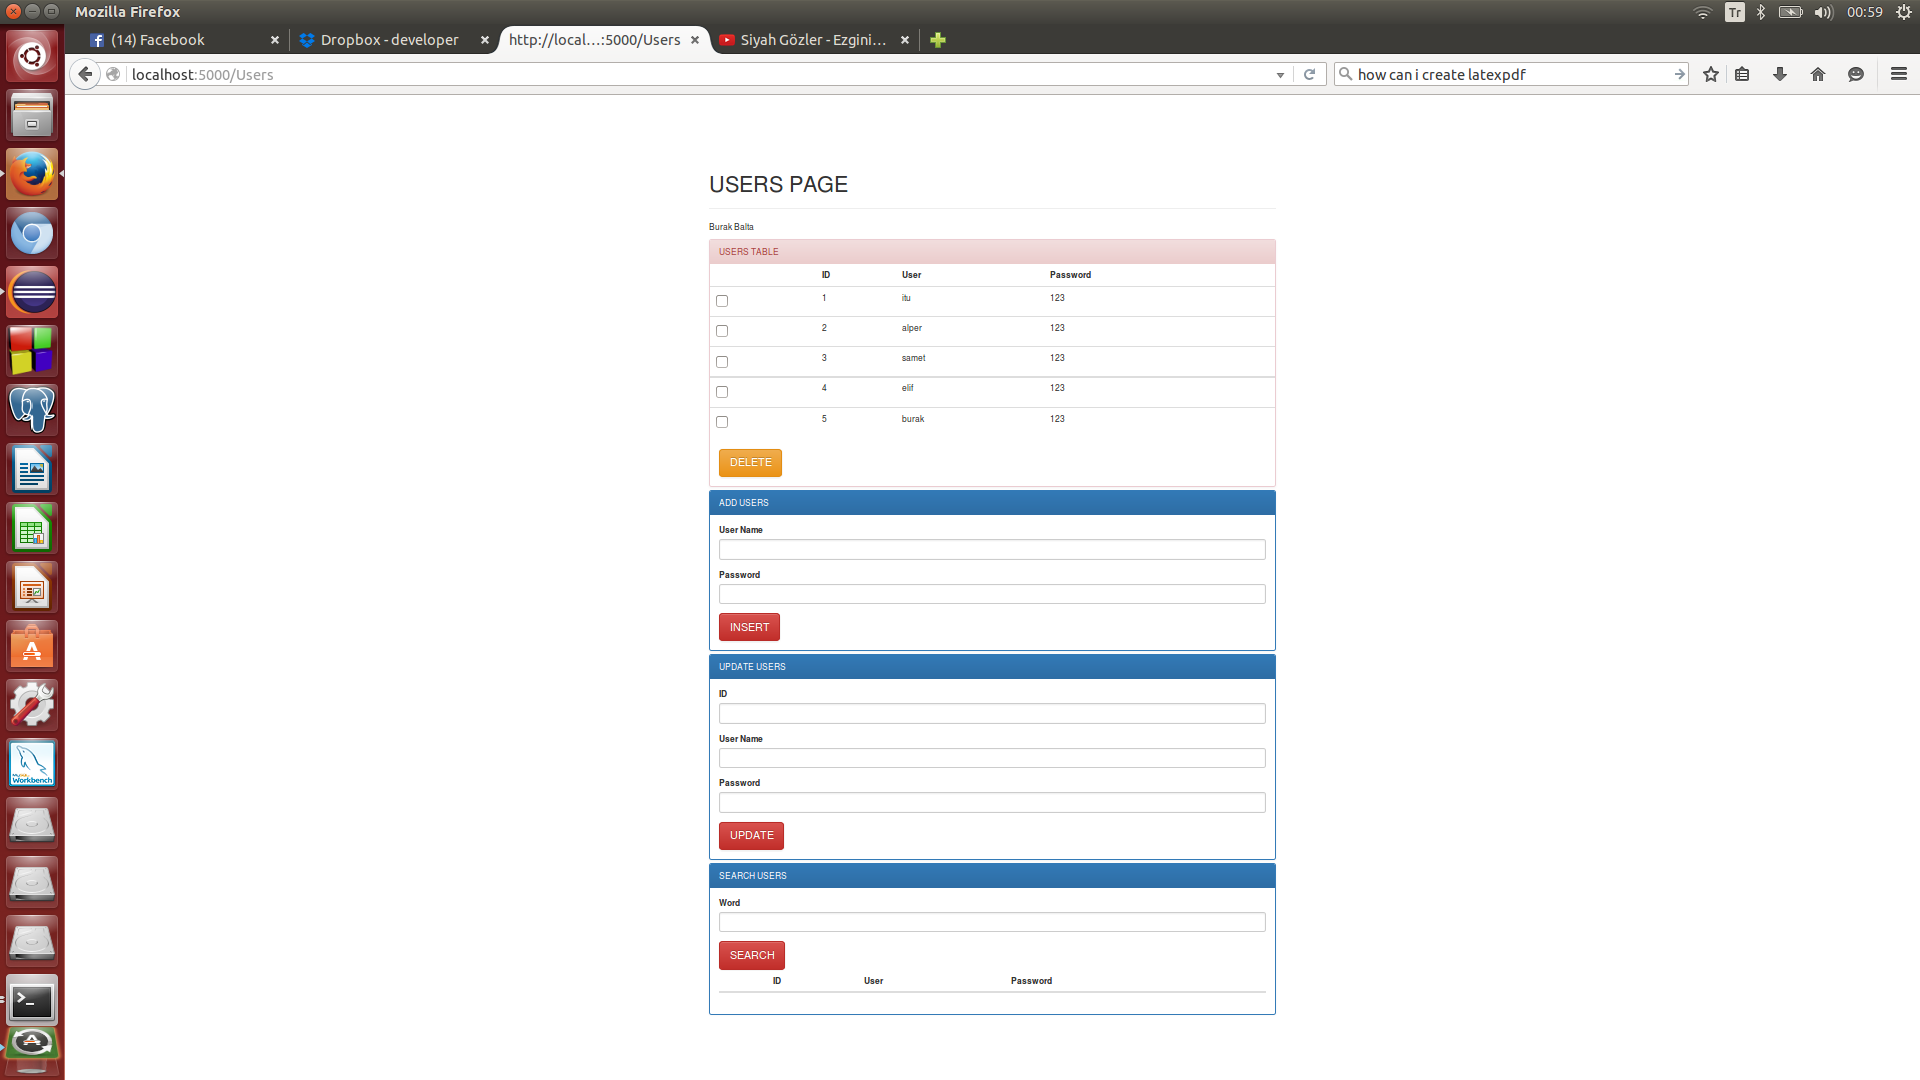 Mozilla Firefox
Tr
00:59
(14) Facebook
Dropbox - developer
http://local...:5000/Users
Siyah Gözler - Ezgini...
localhost:5000/Users
how can i create latexpdf
USERS PAGE
Burak Balta
USERS TABLE
ID User Password
1 itu 123
2 alper 123
3 samet 123
4 elif 123
5 burak 123
DELETE
ADD USERS
User Name
Password
INSERT
UPDATE USERS
ID
User Name
Password
UPDATE
SEARCH USERS
Word
SEARCH
ID User Password
Workbench